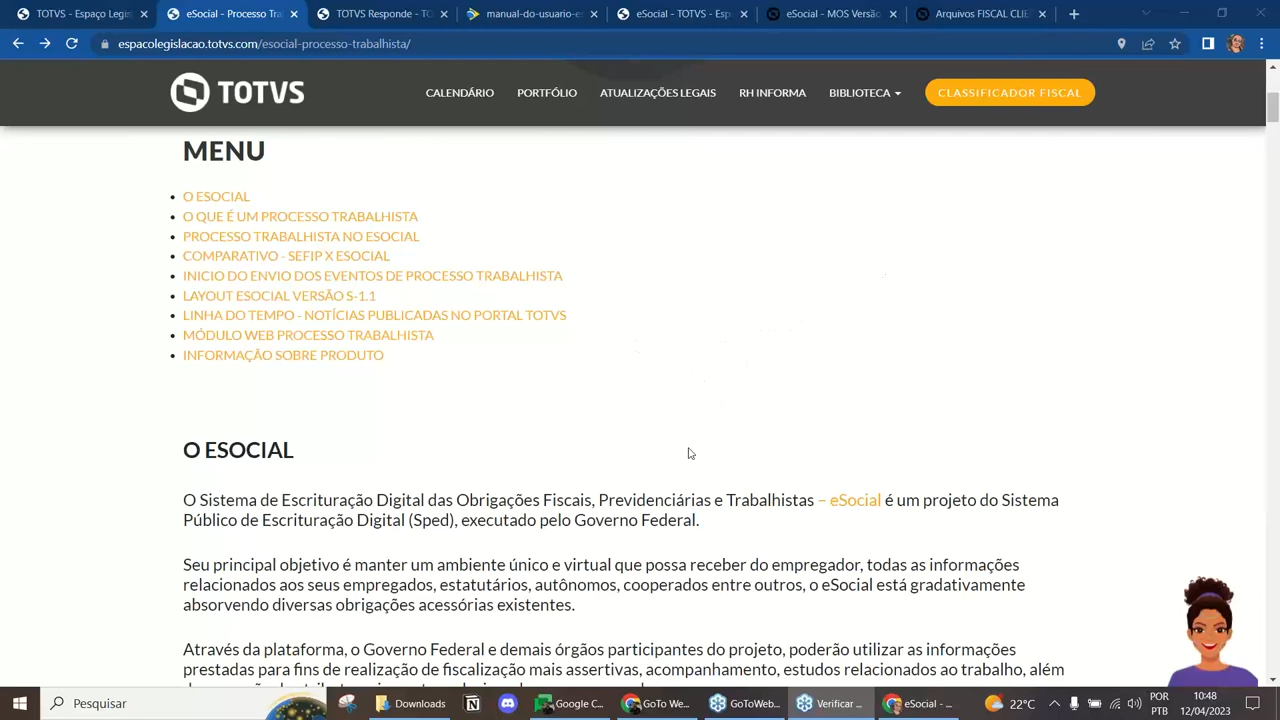 TOTVS - Espaço Legis
eSocial - Processo Tra
TOTVS Responde - TO
manual-do-usuario-es
eSocial - TOTVS - Esp
eSocial - MOS Versão
Arquivos FISCAL CLIE
espacolegislacao.totvs.com/esocial-processo-trabalhista/
TOTVS
CALENDÁRIO
PORTFÓLIO
ATUALIZAÇÕES LEGAIS
RH INFORMA
BIBLIOTECA
CLASSIFICADOR FISCAL
MENU
O ESOCIAL
O QUE É UM PROCESSO TRABALHISTA
PROCESSO TRABALHISTA NO ESOCIAL
COMPARATIVO - SEFIP X ESOCIAL
INICIO DO ENVIO DOS EVENTOS DE PROCESSO TRABALHISTA
LAYOUT ESOCIAL VERSÃO S-1.1
LINHA DO TEMPO - NOTÍCIAS PUBLICADAS NO PORTAL TOTVS
MÓDULO WEB PROCESSO TRABALHISTA
INFORMAÇÃO SOBRE PRODUTO
O ESOCIAL
O Sistema de Escrituração Digital das Obrigações Fiscais, Previdenciárias e Trabalhistas – eSocial é um projeto do Sistema
Público de Escrituração Digital (Sped), executado pelo Governo Federal.
Seu principal objetivo é manter um ambiente único e virtual que possa receber do empregador, todas as informações
relacionados aos seus empregados, estatutários, autônomos, cooperados entre outros, o eSocial está gradativamente
absorvendo diversas obrigações acessórias existentes.
Através da plataforma, o Governo Federal e demais órgãos participantes do projeto, poderão utilizar as informações
prestadas para fins de realização de fiscalização mais assertivas, acompanhamento, estudos relacionados ao trabalho, além
Pesquisar
Downloads
Google C...
GoTo We...
GoToWeb...
Verificar ...
eSocial - ...
22°C
POR
PTB
10:48
12/04/2023